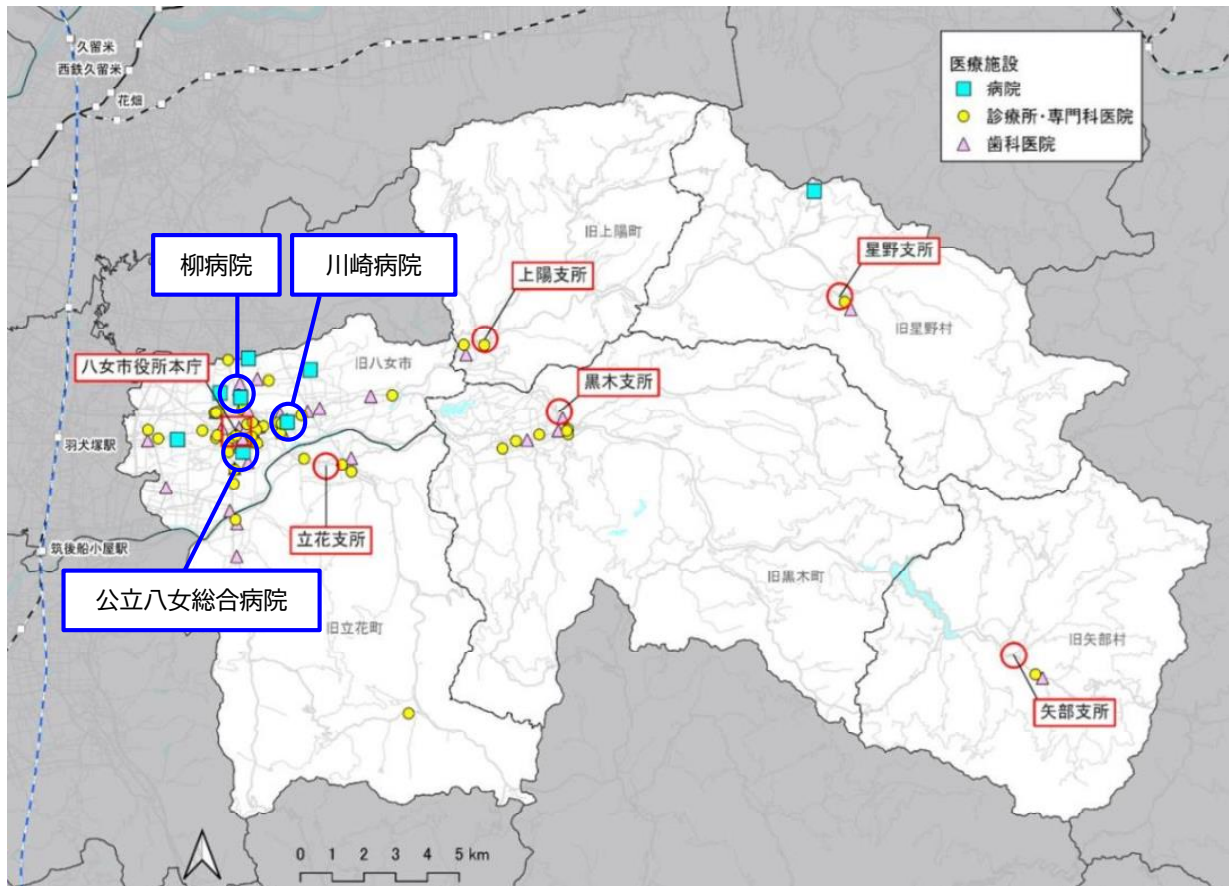 久留米
西鉄久留米
花畑
医療施設
病院
診療所・専門科医院
歯科医院
旧上陽町
柳病院
川崎病院
上陽支所
星野支所
旧星野村
八女市役所本庁
旧八女市
黒木支所
羽犬塚駅
立花支所
筑後船小屋駅
旧黒木町
公立八女総合病院
旧立花町
旧矢部村
矢部支所
0 1 2 3 4 5 km